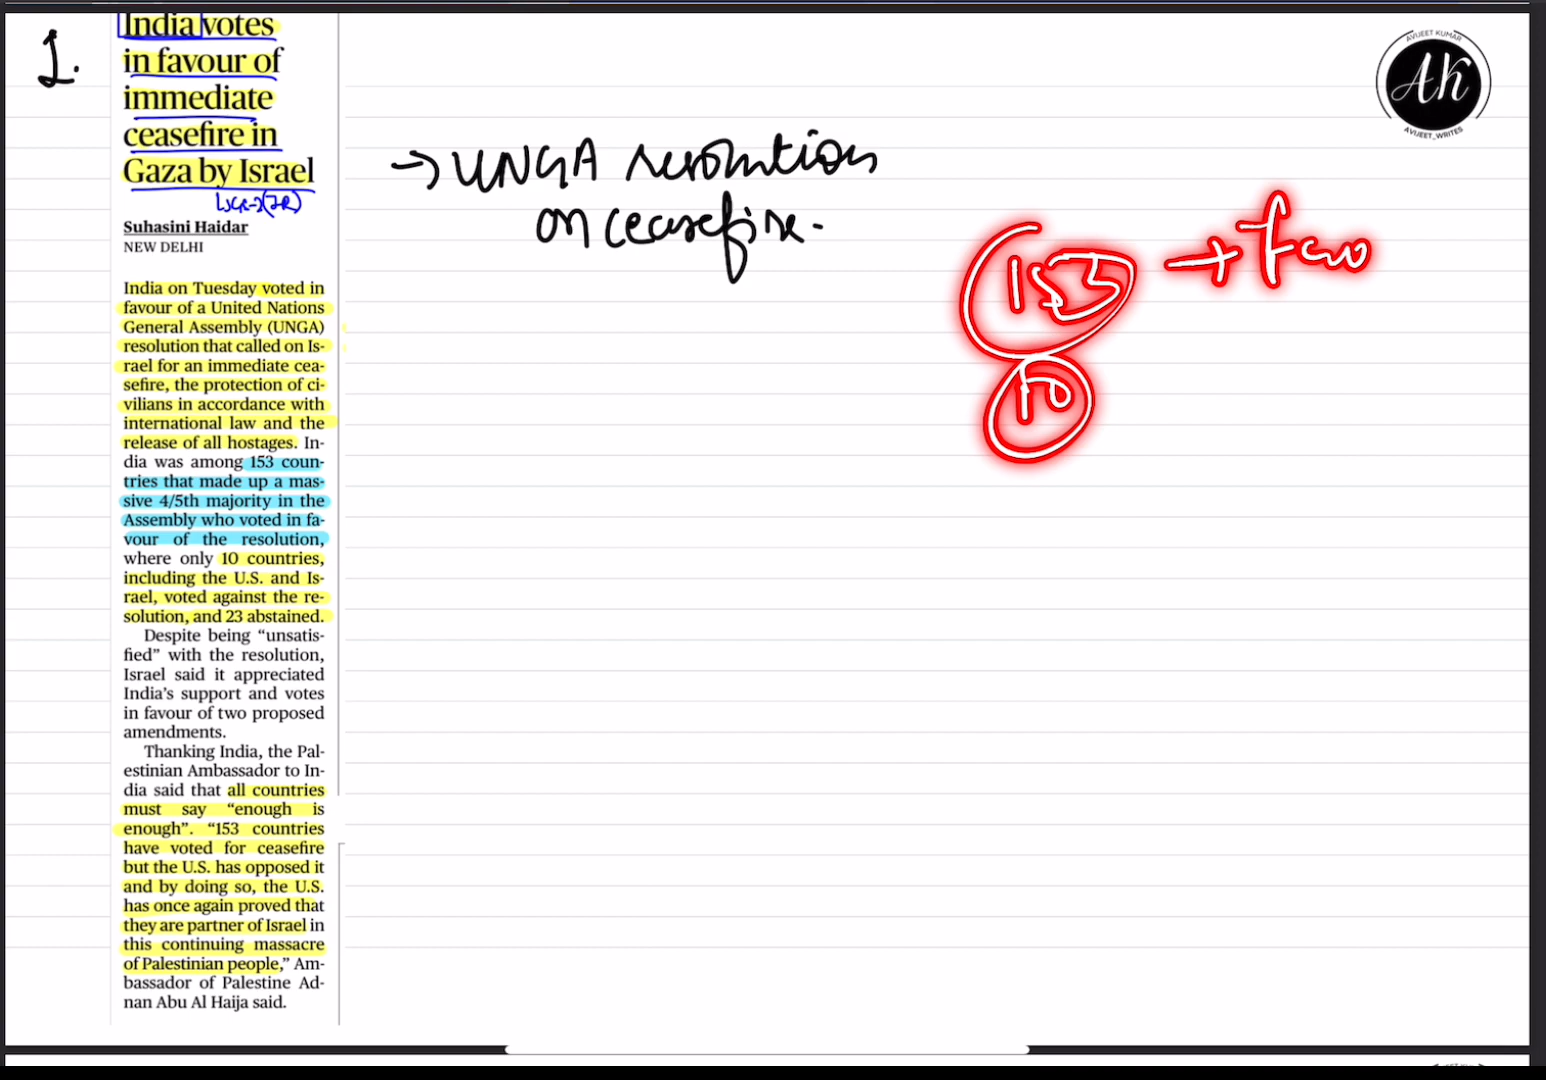 1.
India votes
in favour of
immediate
ceasefire in
Gaza by Israel
Suhasini Haidar
NEW DELHI
India on Tuesday voted in
favour of a United Nations
General Assembly (UNGA)
resolution that called on Is-
rael for an immediate cea-
sefire, the protection of ci-
vilians in accordance with
international law and the
release of all hostages. In-
dia was among 153 coun-
tries that made up a mas-
sive 4/5th majority in the
Assembly who voted in fa-
vour of the resolution,
where only 10 countries,
including the U.S. and Is-
rael, voted against the re-
solution, and 23 abstained.
Despite being “unsatis-
fied” with the resolution,
Israel said it appreciated
India’s support and votes
in favour of two proposed
amendments.
Thanking India, the Pal-
estinian Ambassador to In-
dia said that all countries
must say “enough is
enough”. “153 countries
have voted for ceasefire
but the U.S. has opposed it
and by doing so, the U.S.
has once again proved that
they are partner of Israel in
this continuing massacre
of Palestinian people,” Am-
bassador of Palestine Ad-
nan Abu Al Haija said.
→ UNGA resolution
on ceasefire.
153 →
10
AVIJEET KUMAR
AK
AVIJEET_WRITES